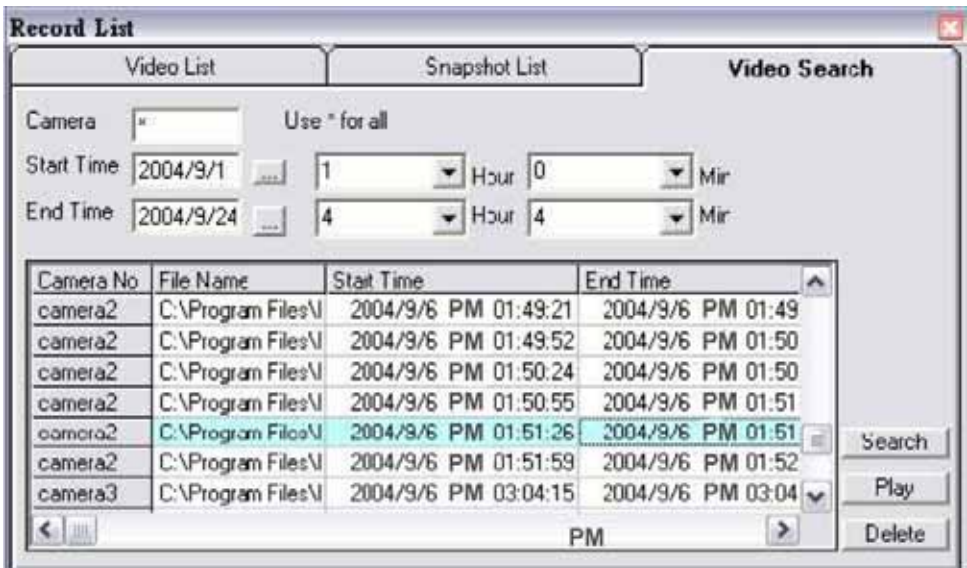 Record List
Video List Snapshot List Video Search
Camera * Use * for all
Start Time 2004/9/1 ... 1 Hour 0 Min
End Time 2004/9/24 ... 4 Hour 4 Min
Camera No File Name Start Time End Time
camera2 C:\Program Files\I 2004/9/6 PM 01:49:21 2004/9/6 PM 01:49
camera2 C:\Program Files\I 2004/9/6 PM 01:49:52 2004/9/6 PM 01:50
camera2 C:\Program Files\I 2004/9/6 PM 01:50:24 2004/9/6 PM 01:50
camera2 C:\Program Files\I 2004/9/6 PM 01:50:55 2004/9/6 PM 01:51
camera2 C:\Program Files\I 2004/9/6 PM 01:51:26 2004/9/6 PM 01:51
camera2 C:\Program Files\I 2004/9/6 PM 01:51:59 2004/9/6 PM 01:52
camera3 C:\Program Files\I 2004/9/6 PM 03:04:15 2004/9/6 PM 03:04
PM
Search
Play
Delete